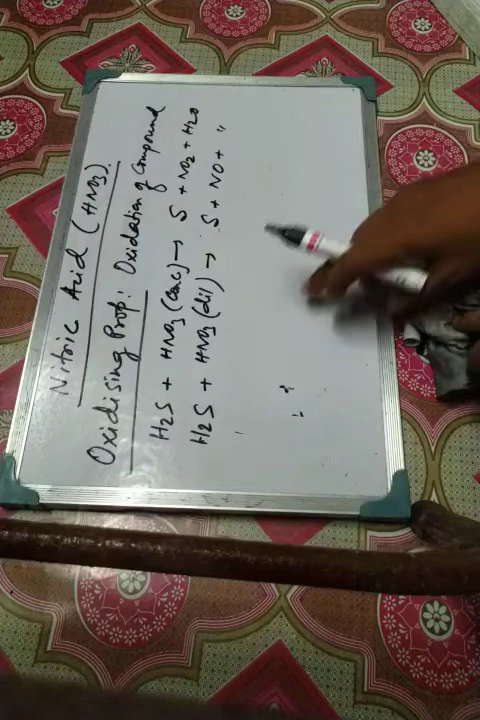 Nitric Acid (HNO3).
Oxidising Prop: Oxidation of Compound
H2S + HNO3 (Conc) → S + NO2 + H2O
H2S + HNO3 (dil) → S + NO + "